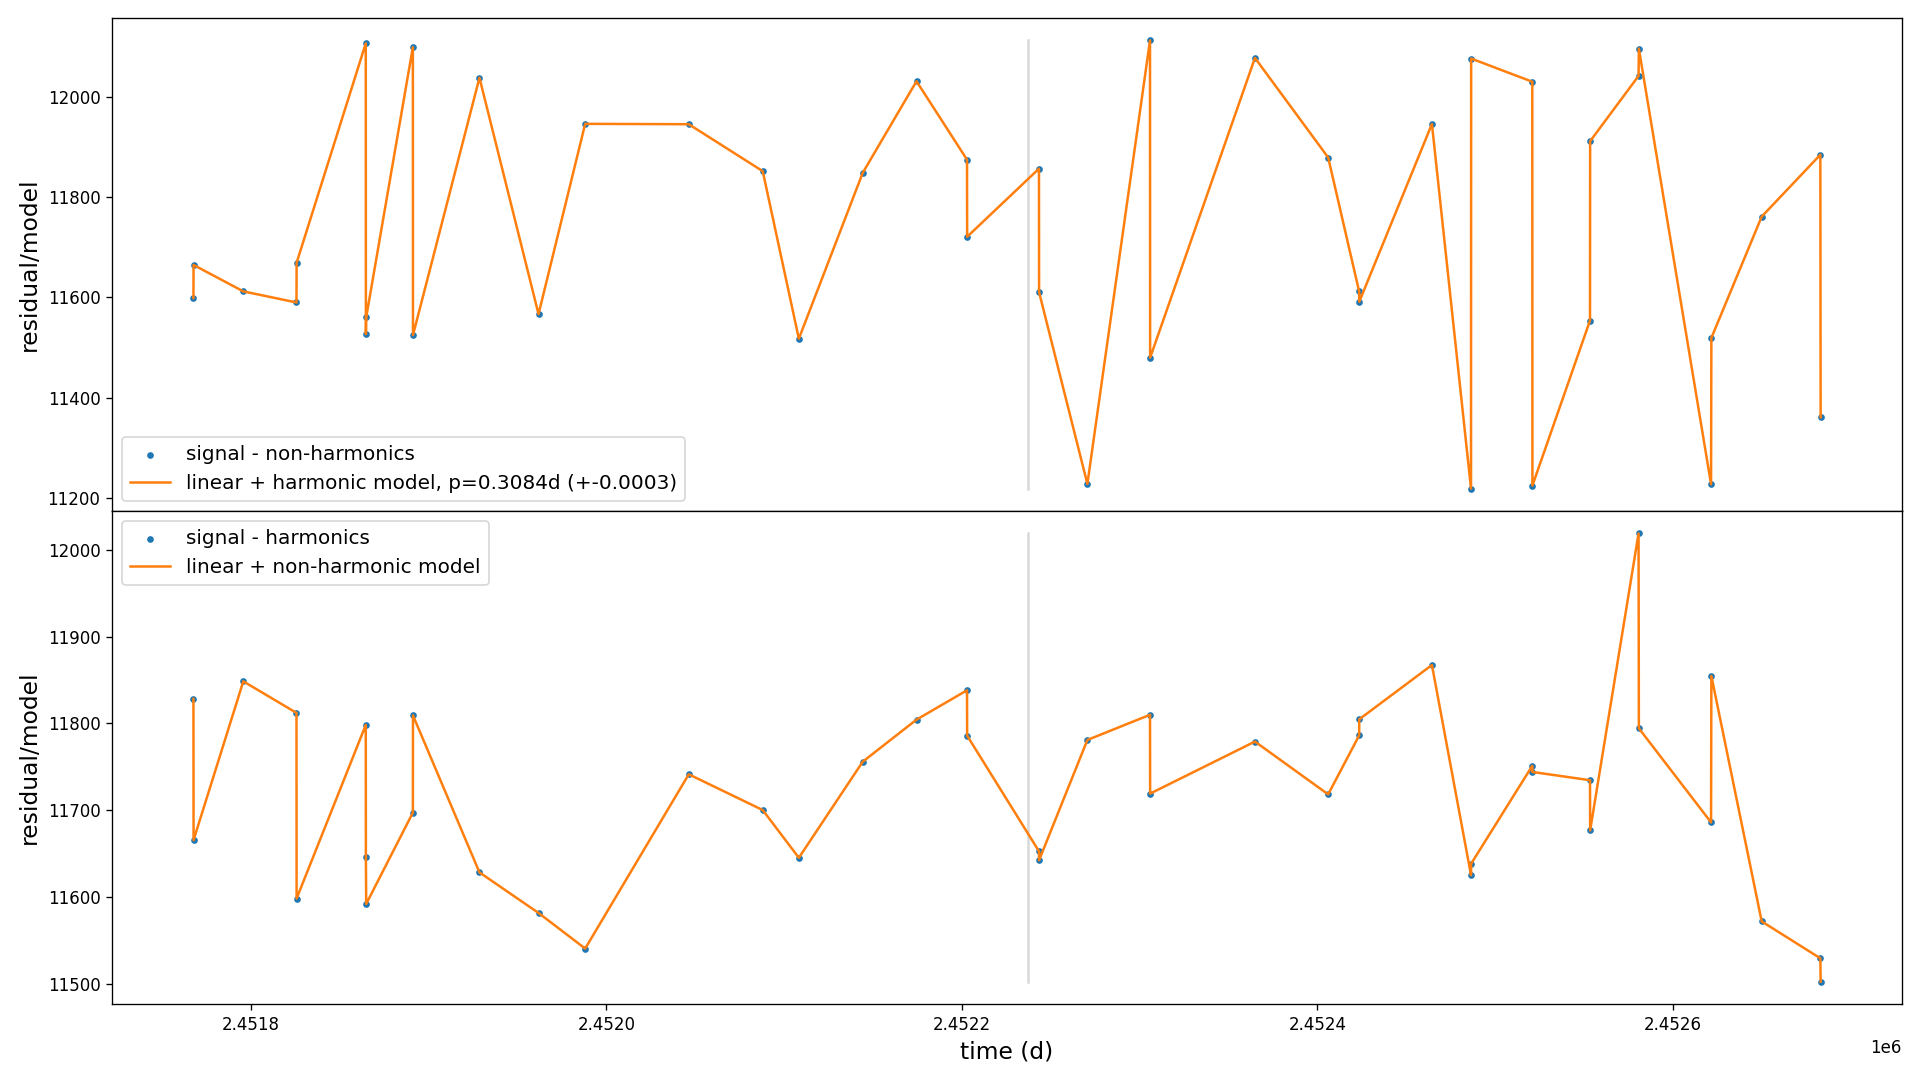 residual/model
12000
11800
11600
11400
11200
signal - non-harmonics
linear + harmonic model, p=0.3084d (+-0.0003)
residual/model
12000
11900
11800
11700
11600
11500
signal - harmonics
linear + non-harmonic model
2.4518 2.4520 2.4522 2.4524 2.4526
time (d)
1e6